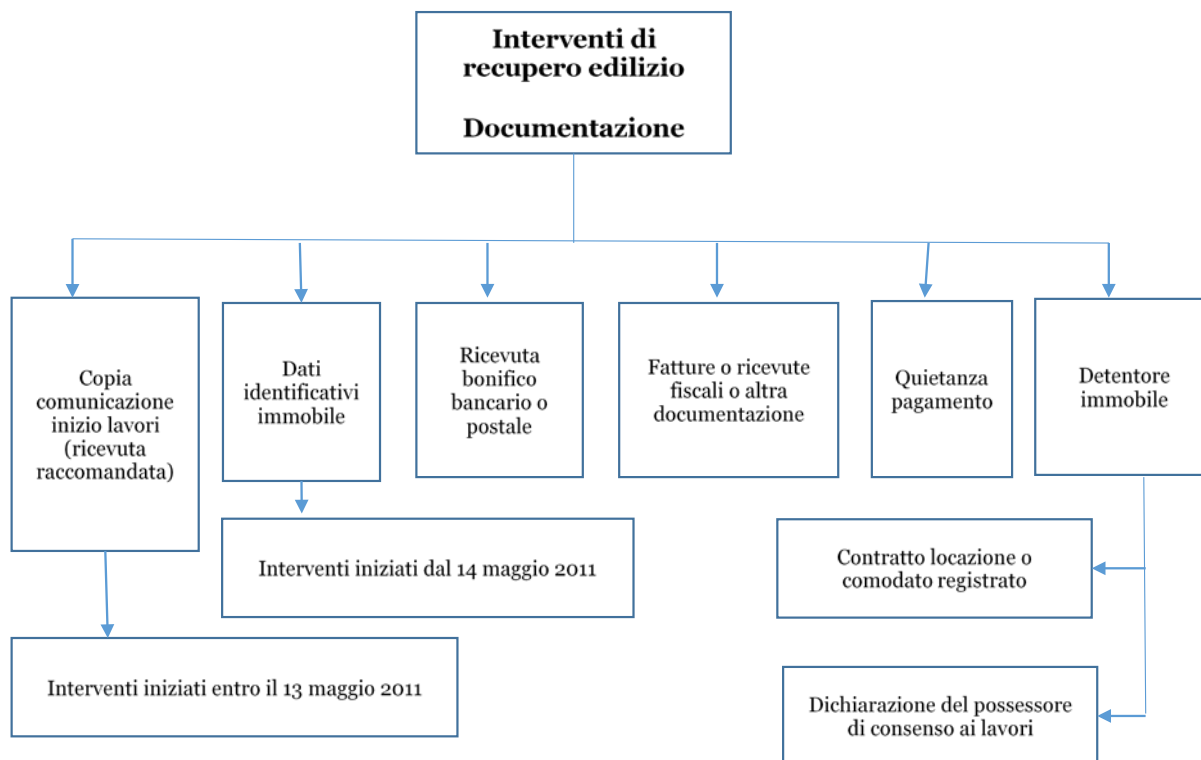 Interventi di
recupero edilizio
Documentazione
Copia
comunicazione
inizio lavori
(ricevuta
raccomandata)
Dati
identificativi
immobile
Ricevuta
bonifico
bancario o
postale
Fatture o ricevute
fiscali o altra
documentazione
Quietanza
pagamento
Detentore
immobile
Interventi iniziati dal 14 maggio 2011
Contratto locazione o
comodato registrato
Interventi iniziati entro il 13 maggio 2011
Dichiarazione del possessore
di consenso ai lavori